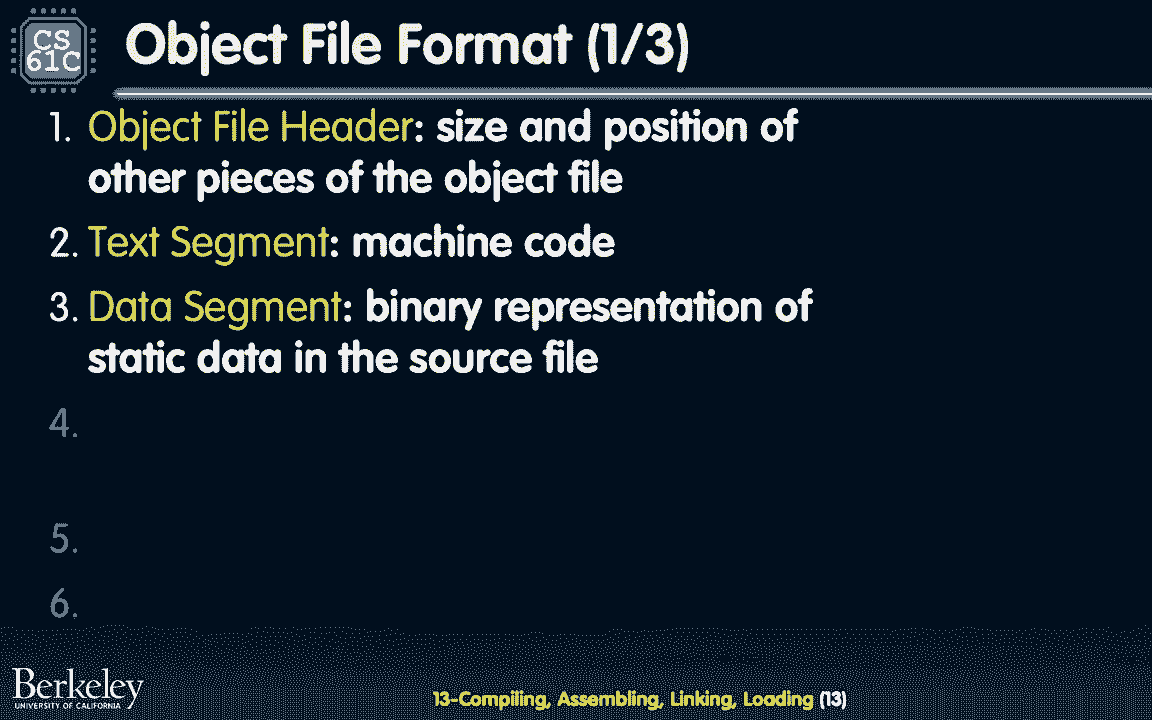 CS
61C
Object File Format (1/3)
1. Object File Header: size and position of
other pieces of the object file
2. Text Segment: machine code
3. Data Segment: binary representation of
static data in the source file
4.
5.
6.
Berkeley
UNIVERSITY OF CALIFORNIA
13-Compiling, Assembling, Linking, Loading (13)